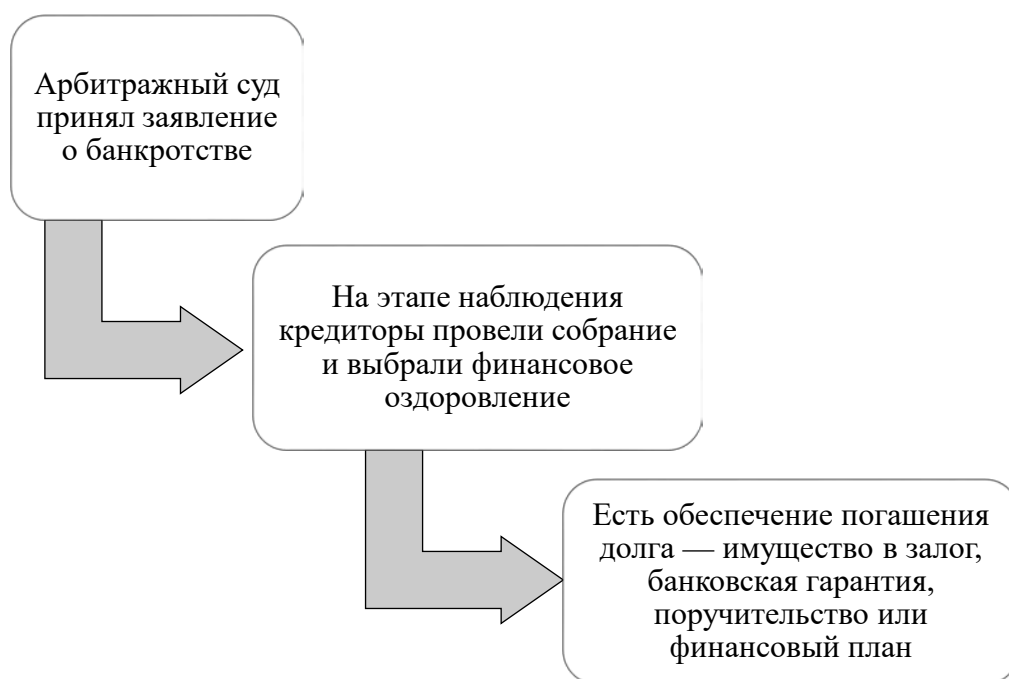 Арбитражный суд
принял заявление
о банкротстве
На этапе наблюдения
кредиторы провели собрание
и выбрали финансовое
оздоровление
Есть обеспечение погашения
долга — имущество в залог,
банковская гарантия,
поручительство или
финансовый план